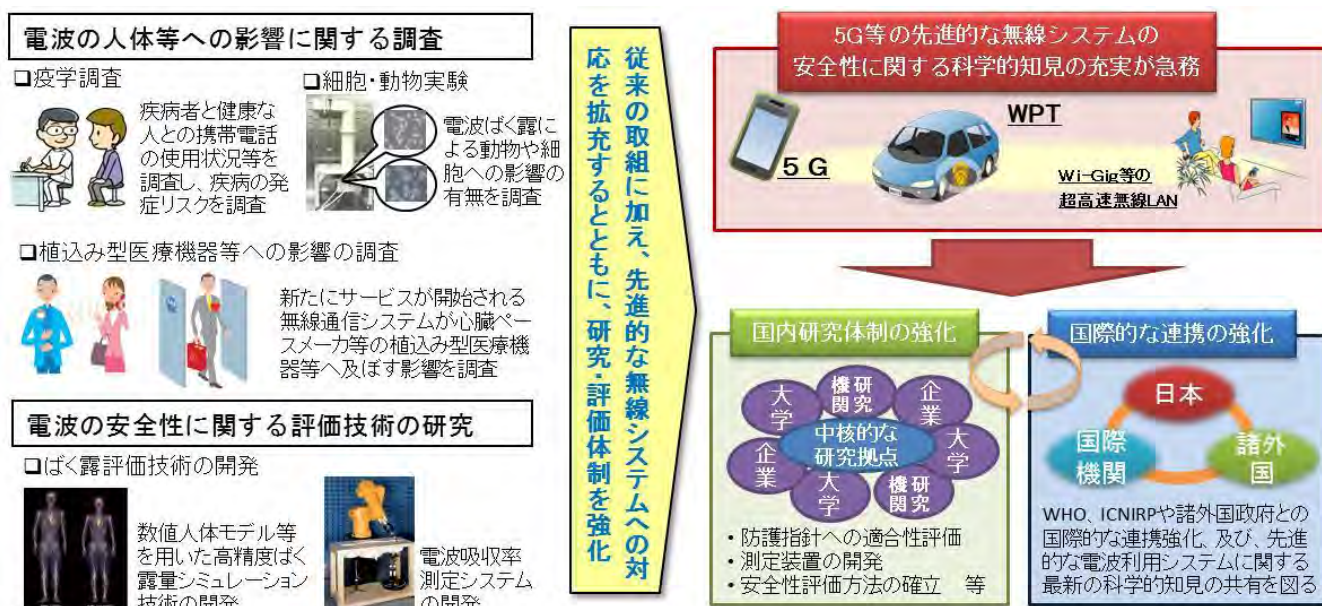 電波の人体等への影響に関する調査
□疫学調査
疾病者と健康な
人との携帯電話
の使用状況等を
調査し、疾病の発
症リスクを調査
□細胞・動物実験
電波ばく露に
よる動物や細
胞への影響の
有無を調査
□植込み型医療機器等への影響の調査
新たにサービスが開始される
無線通信システムが心臓ペー
スメーカ等の植込み型医療機
器等へ及ぼす影響を調査
電波の安全性に関する評価技術の研究
□ばく露評価技術の開発
数値人体モデル等
を用いた高精度ばく
露量シミュレーション
技術の開発
電波吸収率
測定システム
の開発
従来の取組に加え、先進的な無線システムへの対
応を拡充するとともに、研究・評価体制を強化
5G等の先進的な無線システムの
安全性に関する科学的知見の充実が急務
5G
WPT
Wi-Gig等の
超高速無線LAN
国内研究体制の強化
大学
研究機関
企業
大学
研究機関
大学
企業
中核的な
研究拠点
・防護指針への適合性評価
・測定装置の開発
・安全性評価方法の確立 等
国際的な連携の強化
日本
国際
機関
諸外
国
WHO、ICNIRPや諸外国政府との
国際的な連携強化、及び、先進
的な電波利用システムに関する
最新の科学的知見の共有を図る